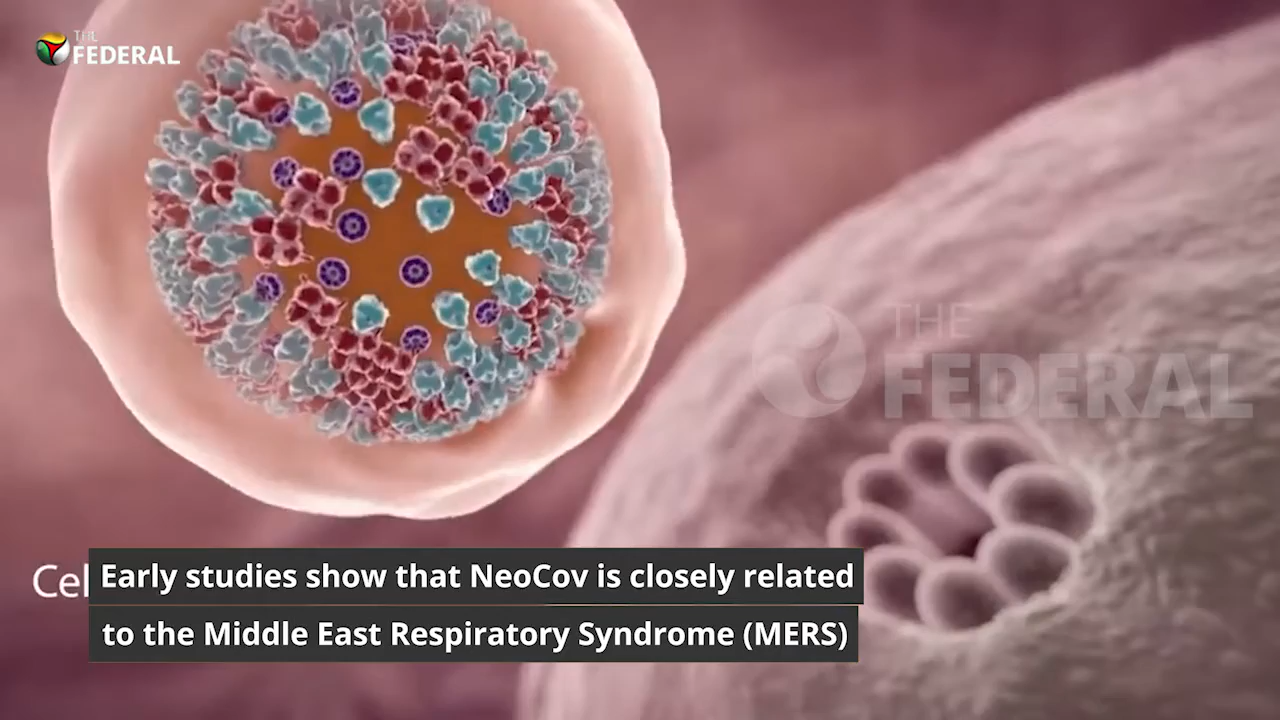 THE
FEDERAL
THE
FEDERAL
Cel
Early studies show that NeoCov is closely related
to the Middle East Respiratory Syndrome (MERS)